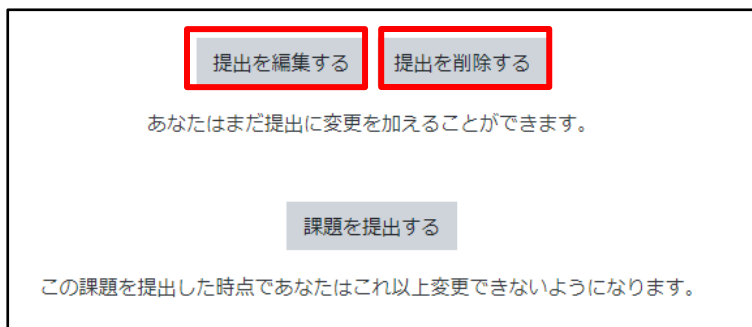 提出を編集する 提出を削除する
あなたはまだ提出に変更を加えることができます。
課題を提出する
この課題を提出した時点であなたはこれ以上変更できないようになります。